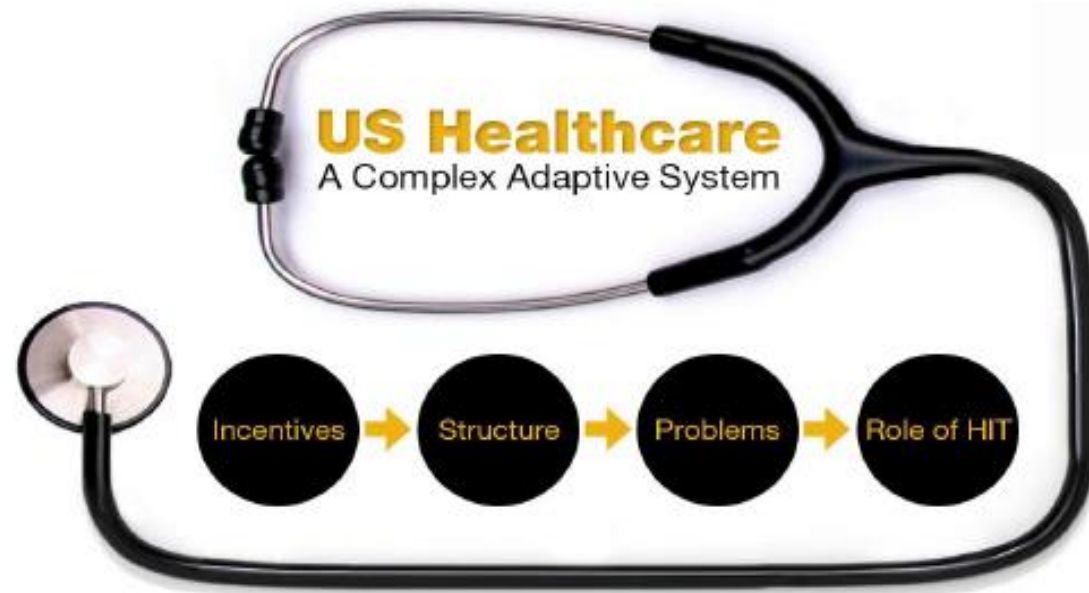 US Healthcare
A Complex Adaptive System
Incentives
Structure
Problems
Role of HIT